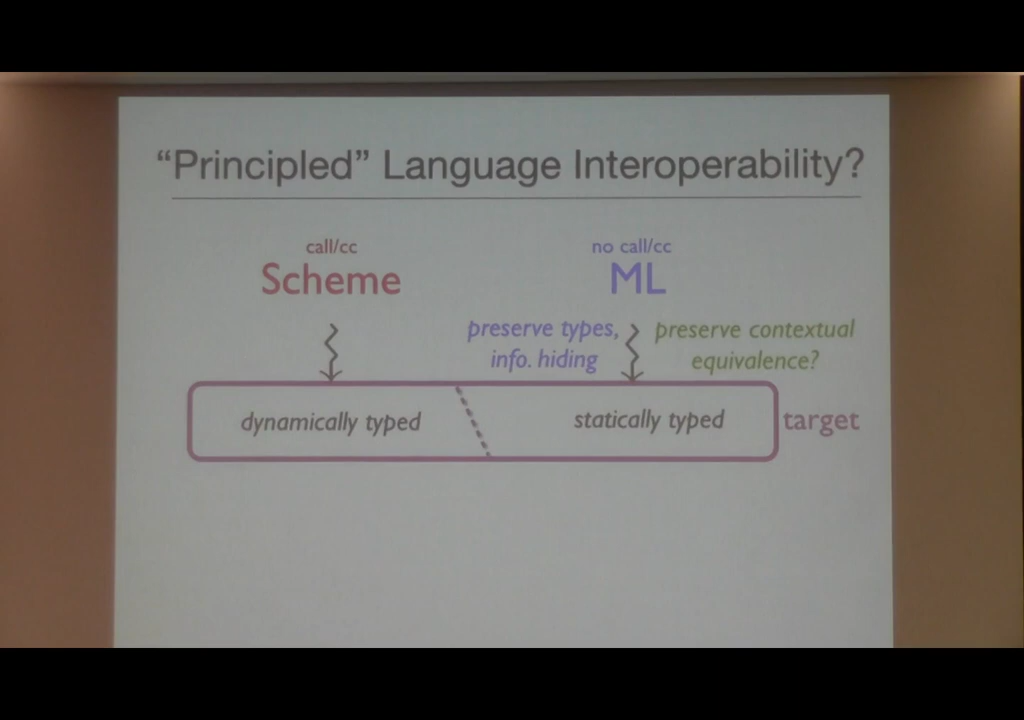 “Principled” Language Interoperability?
call/cc
Scheme
no call/cc
ML
preserve types,
info. hiding
preserve contextual
equivalence?
dynamically typed
statically typed
target